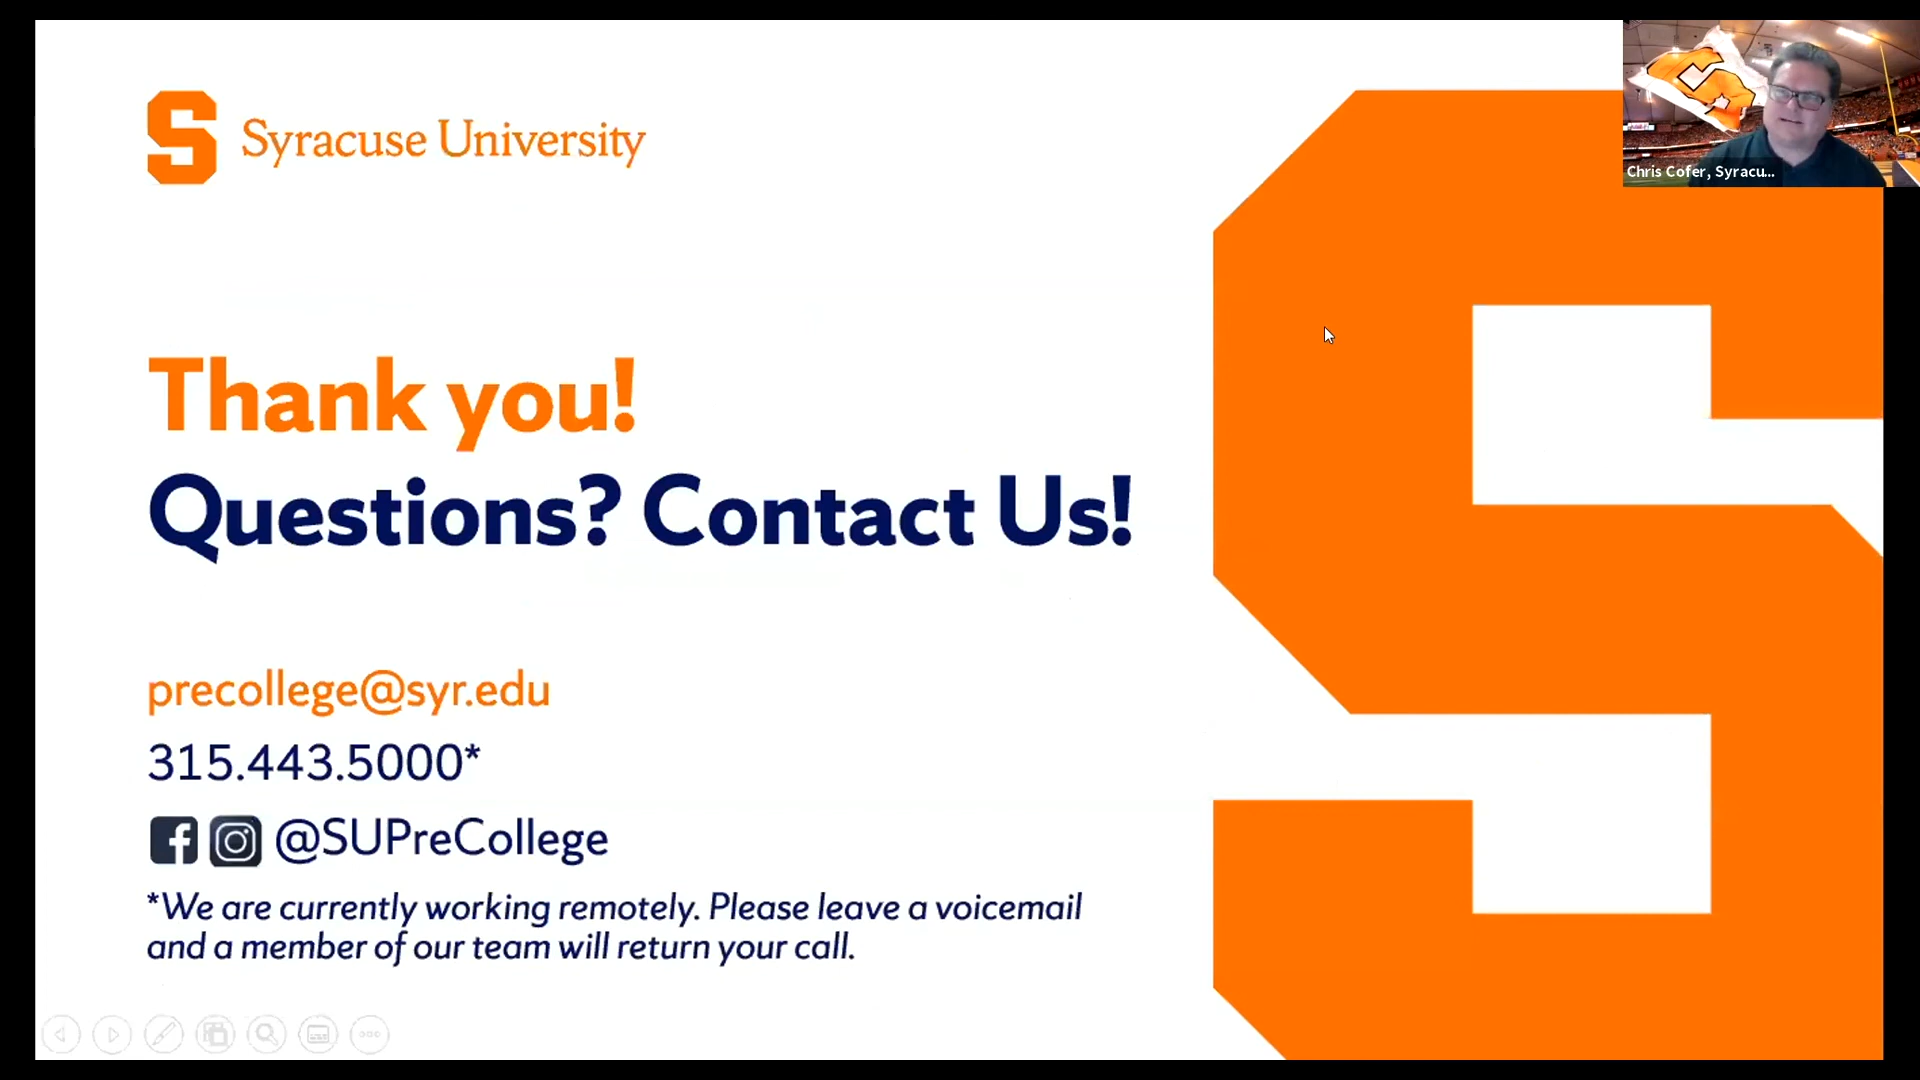 Syracuse University
Chris Cofer, Syracu...
Thank you!
Questions? Contact Us!
precollege@syr.edu
315.443.5000*
@SUPreCollege
*We are currently working remotely. Please leave a voicemail
and a member of our team will return your call.